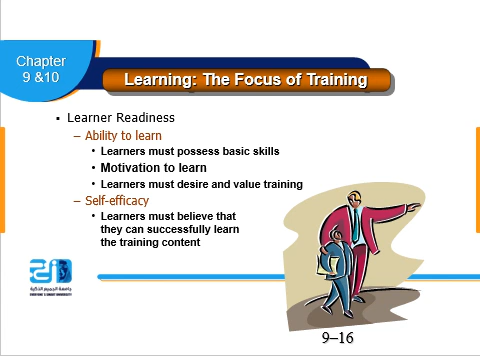 Chapter
9 &10
Learning: The Focus of Training
▪ Learner Readiness
– Ability to learn
• Learners must possess basic skills
• Motivation to learn
• Learners must desire and value training
– Self-efficacy
• Learners must believe that
they can successfully learn
the training content
9–16